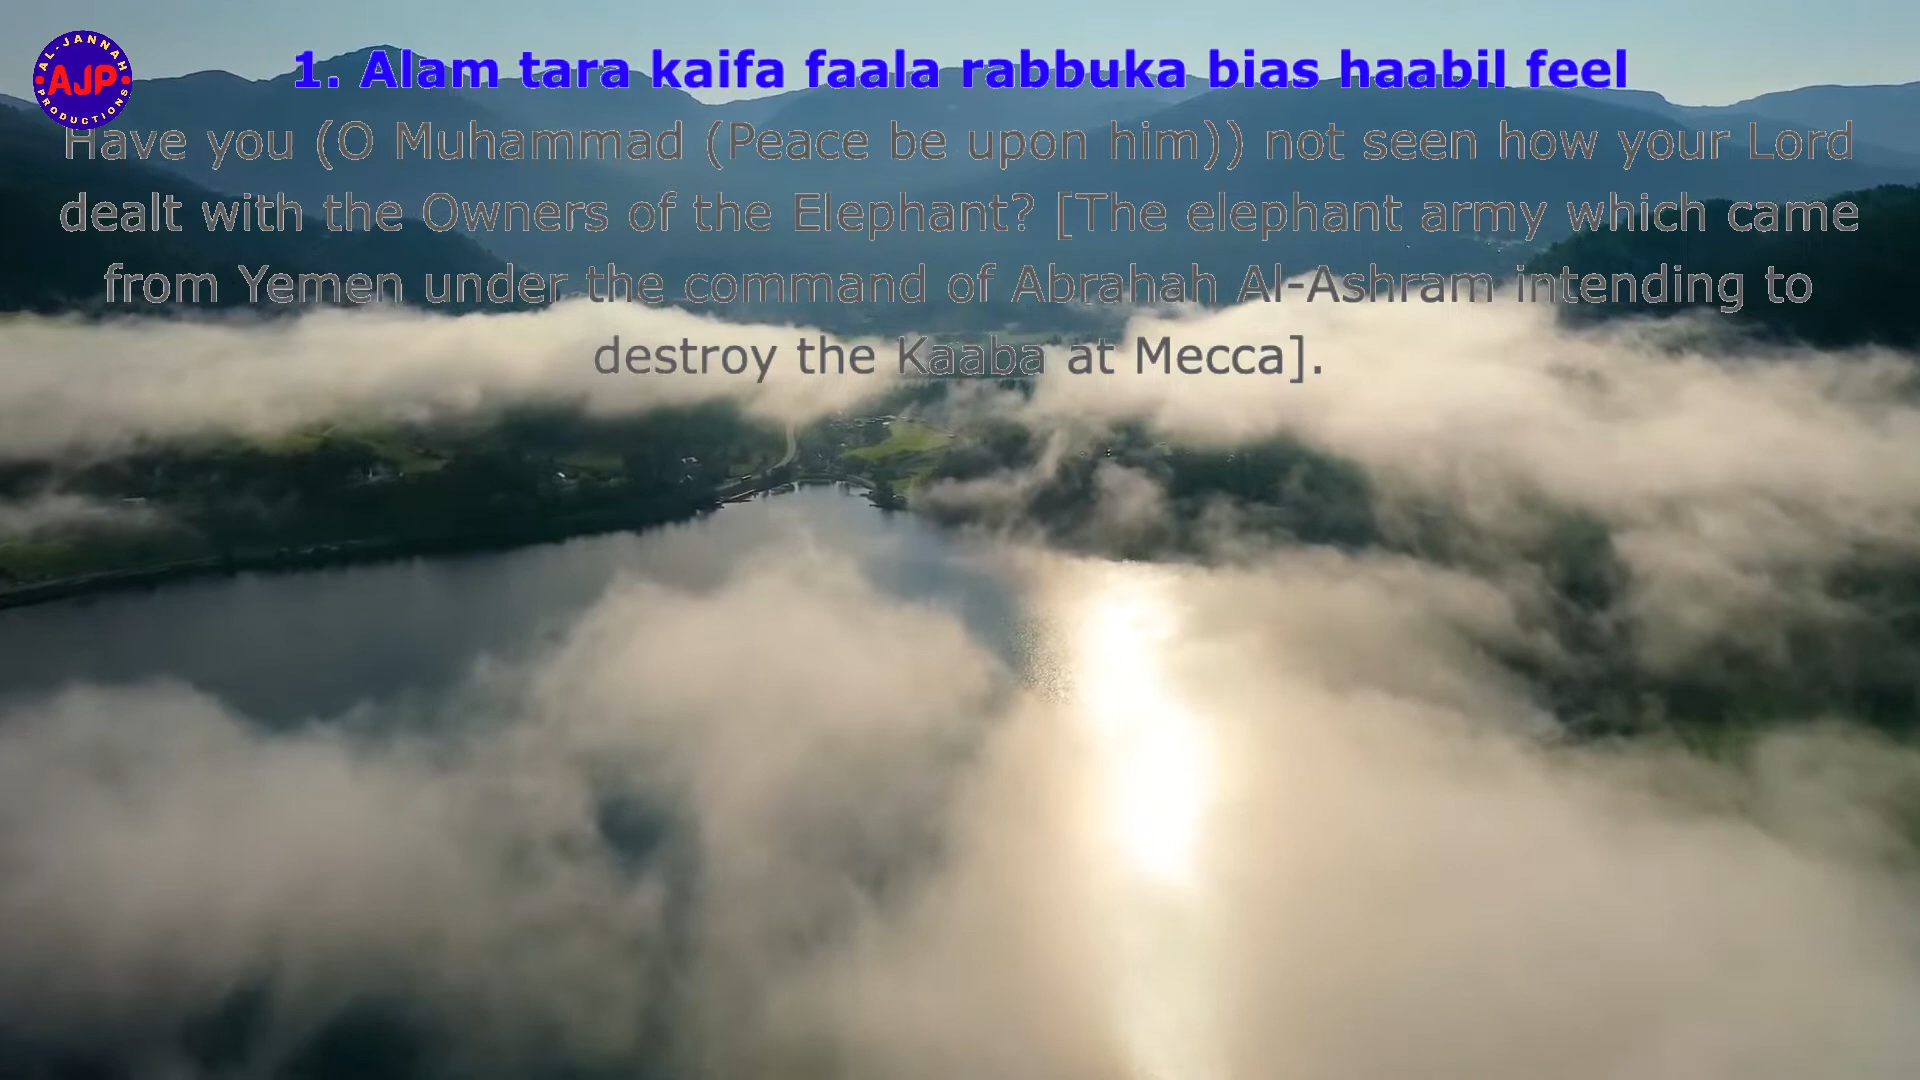 AL-JANNAH
AJP
PRODUCTIONS
1. Alam tara kaifa faala rabbuka bias haabil feel
Have you (O Muhammad (Peace be upon him)) not seen how your Lord
dealt with the Owners of the Elephant? [The elephant army which came
from Yemen under the command of Abrahah Al-Ashram intending to
destroy the Kaaba at Mecca].